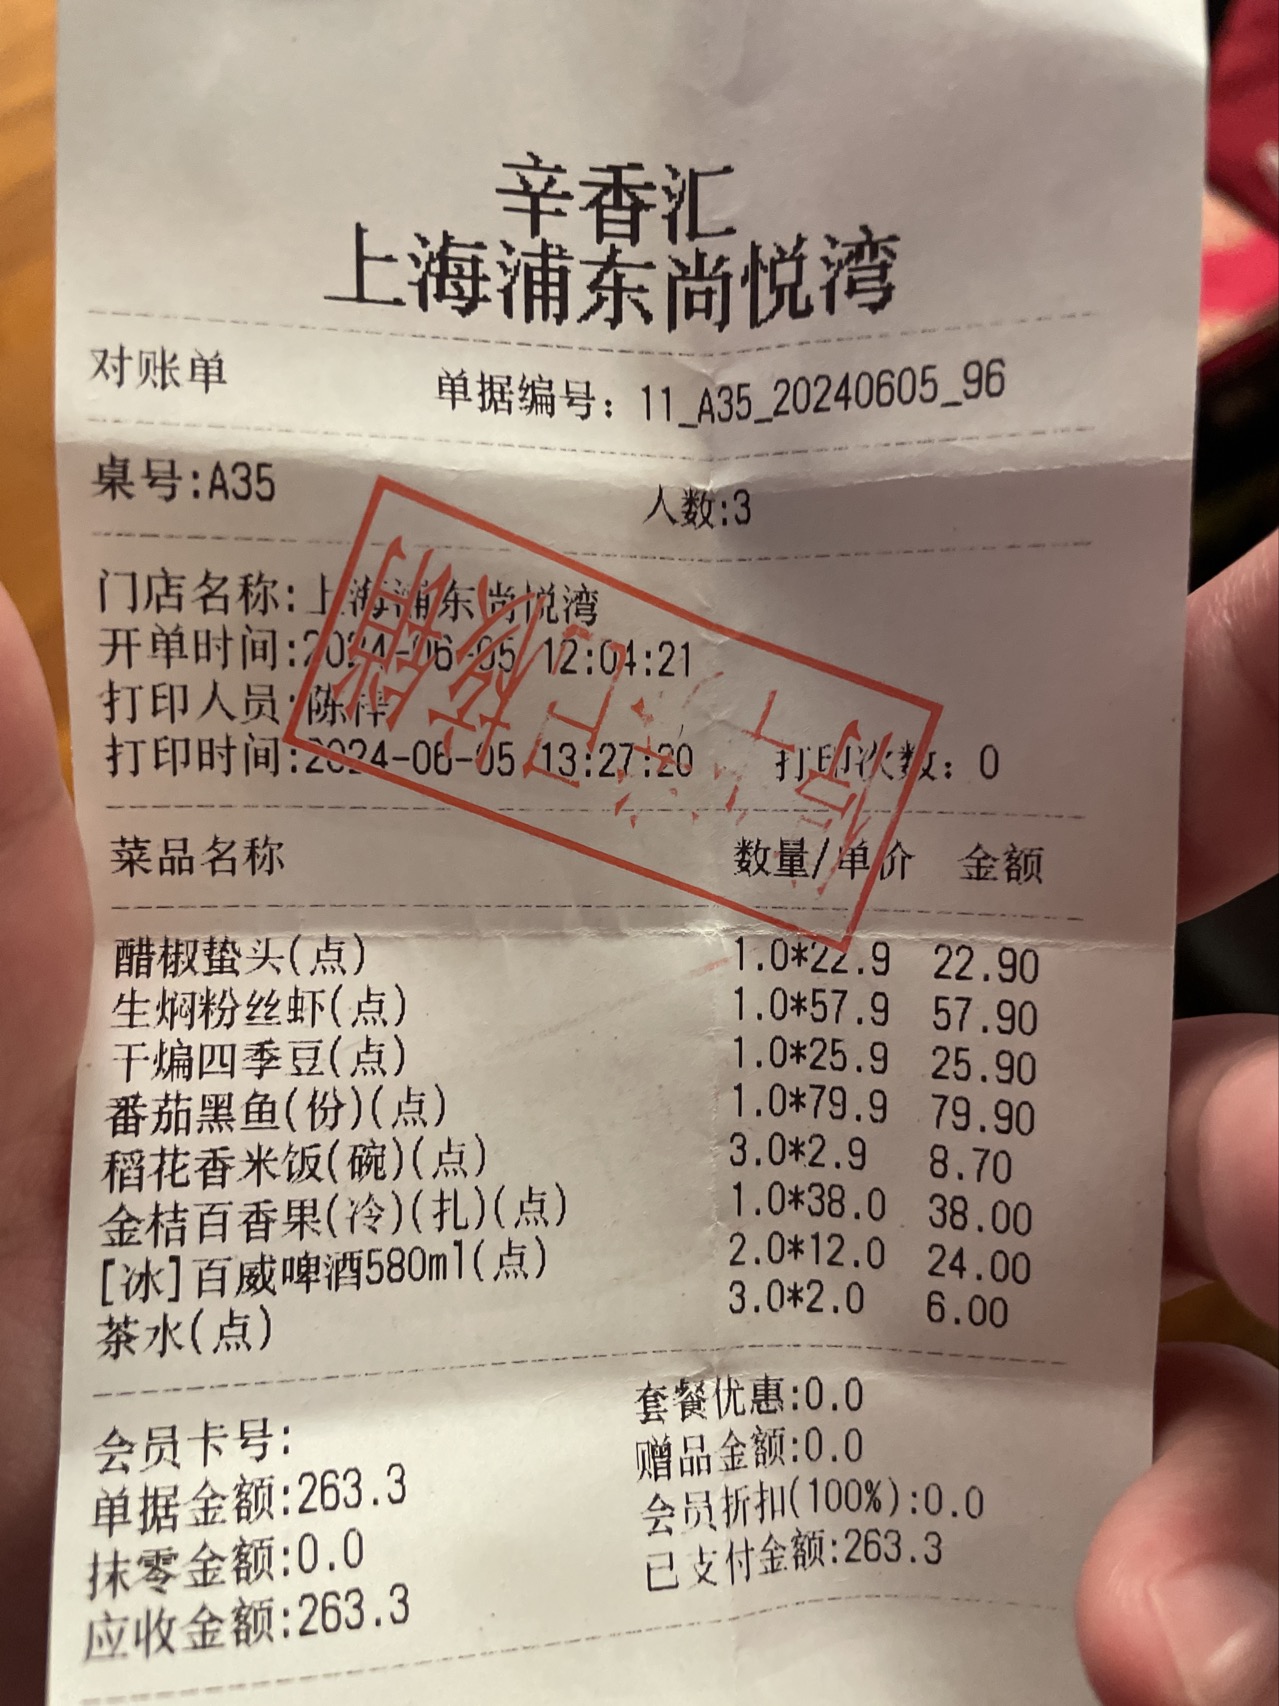 辛香汇
上海浦东尚悦湾
对账单 单据编号: 11_A35_20240605_96
桌号:A35 人数:3
门店名称:上海浦东尚悦湾
开单时间:2024-06-05 12:04:21
打印人员:陈梓
打印时间:2024-06-05 13:27:20 打印次数: 0
菜品名称 数量/单价 金额
醋椒蛰头(点) 1.0*22.9 22.90
生焖粉丝虾(点) 1.0*57.9 57.90
干煸四季豆(点) 1.0*25.9 25.90
番茄黑鱼(份)(点) 1.0*79.9 79.90
稻花香米饭(碗)(点) 3.0*2.9 8.70
金桔百香果(冷)(扎)(点) 1.0*38.0 38.00
[冰]百威啤酒580ml(点) 2.0*12.0 24.00
茶水(点) 3.0*2.0 6.00
会员卡号: 套餐优惠:0.0
单据金额:263.3 赠品金额:0.0
抹零金额:0.0 会员折扣(100%):0.0
应收金额:263.3 已支付金额:263.3